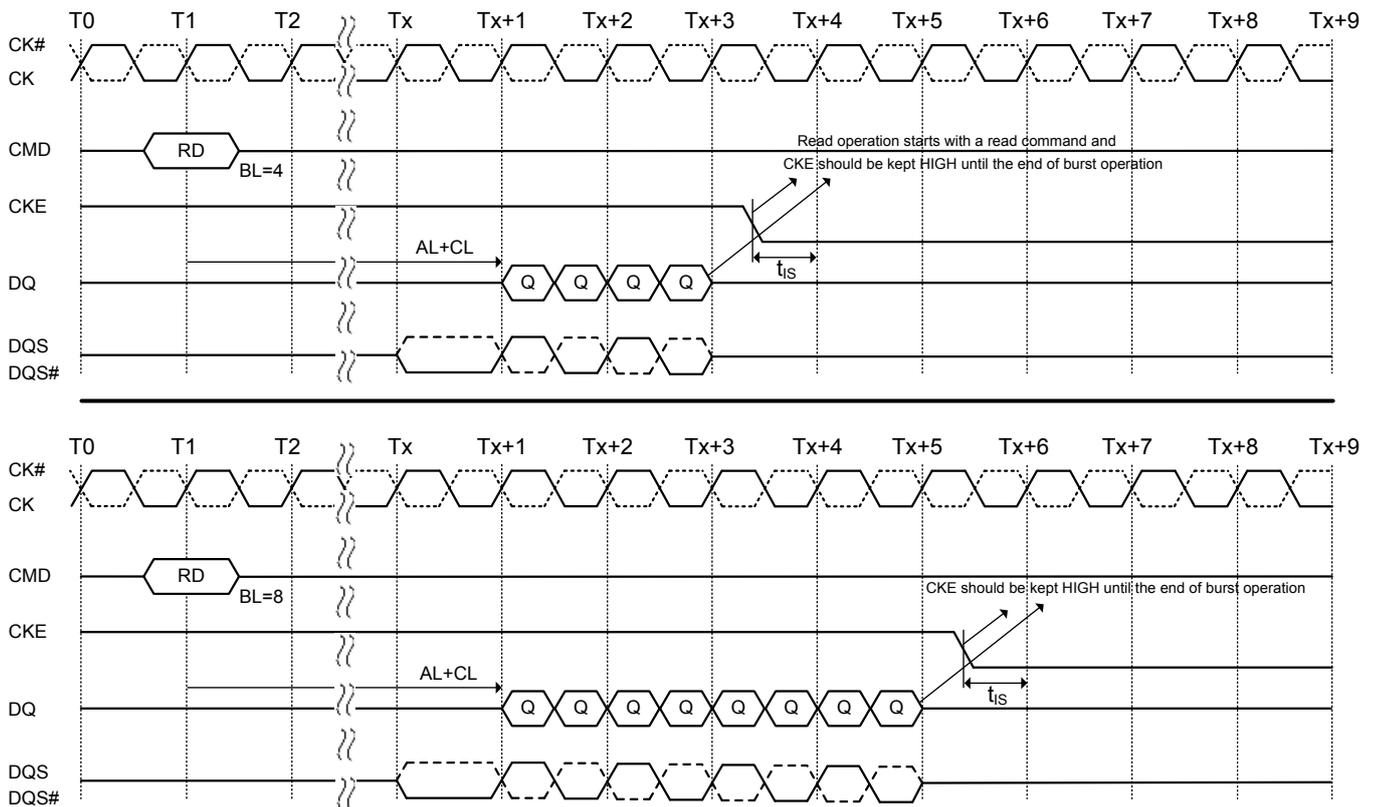 T0 T1 T2 Tx Tx+1 Tx+2 Tx+3 Tx+4 Tx+5 Tx+6 Tx+7 Tx+8 Tx+9
CK#
CK
CMD RD
BL=4
Read operation starts with a read command and
CKE should be kept HIGH until the end of burst operation
CKE
AL+CL
tIS
DQ Q Q Q Q
DQS
DQS#
T0 T1 T2 Tx Tx+1 Tx+2 Tx+3 Tx+4 Tx+5 Tx+6 Tx+7 Tx+8 Tx+9
CK#
CK
CMD RD
BL=8
CKE should be kept HIGH until the end of burst operation
CKE
AL+CL
tIS
DQ Q Q Q Q Q Q Q Q
DQS
DQS#